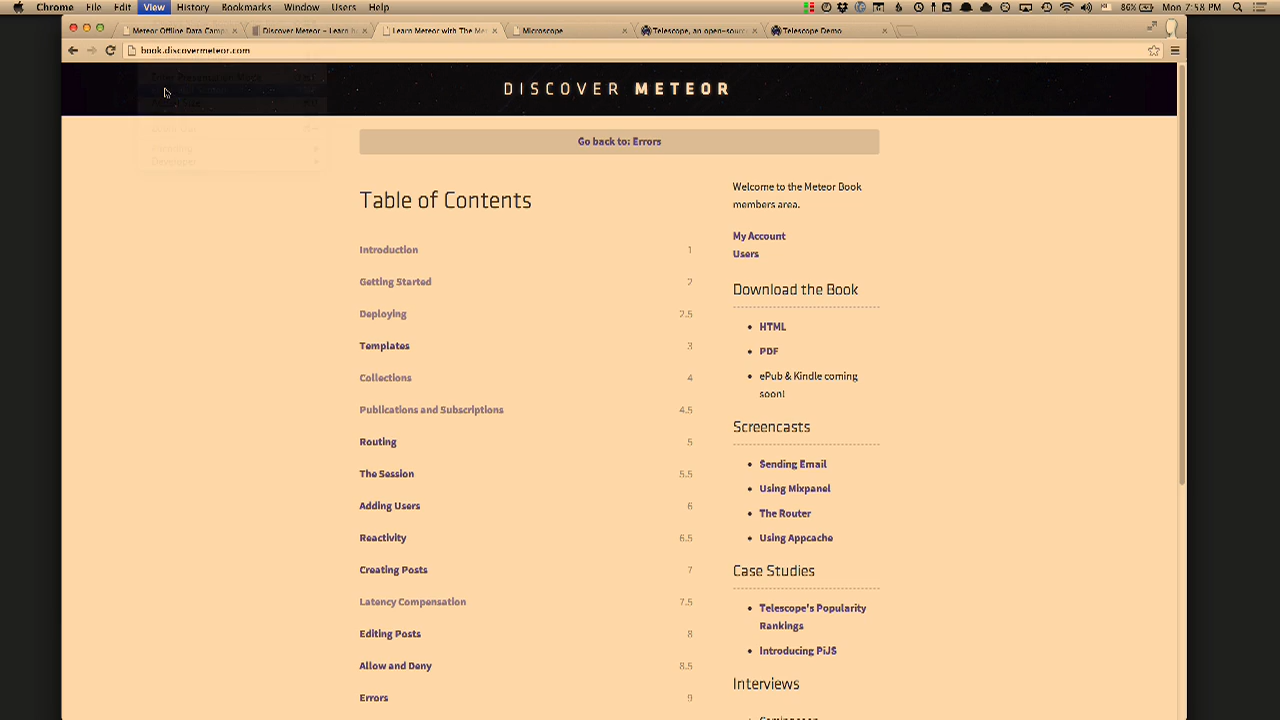 Chrome File Edit View History Bookmarks Window Users Help
86% Mon 7:58 PM
Meteor Offline Data Camp
Discover Meteor – Learn
Learn Meteor with The Me
Microscope
Telescope, an open-sourc
Telescope Demo
book.discovermeteor.com
DISCOVER METEOR
Go back to: Errors
Table of Contents
Introduction 1
Getting Started 2
Deploying 2.5
Templates 3
Collections 4
Publications and Subscriptions 4.5
Routing 5
The Session 5.5
Adding Users 6
Reactivity 6.5
Creating Posts 7
Latency Compensation 7.5
Editing Posts 8
Allow and Deny 8.5
Errors 9
Welcome to the Meteor Book
members area.
My Account
Users
Download the Book
HTML
PDF
ePub & Kindle coming
soon!
Screencasts
Sending Email
Using Mixpanel
The Router
Using Appcache
Case Studies
Telescope's Popularity
Rankings
Introducing PiJS
Interviews